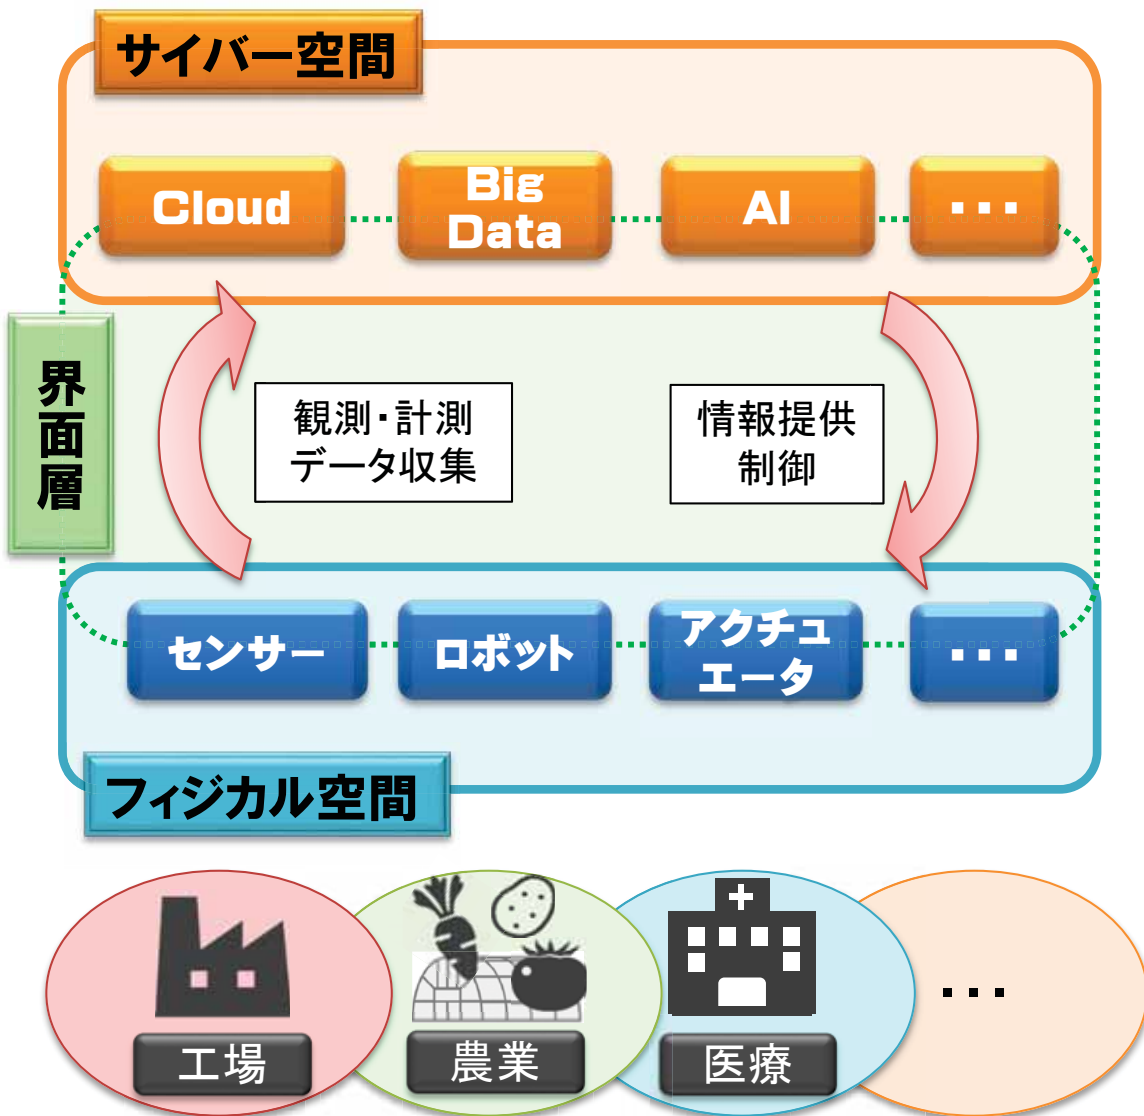 サイバー空間
Cloud
Big
Data
AI
･･･
界面層
観測・計測
データ収集
情報提供
制御
センサー
ロボット
アクチュ
エータ
･･･
フィジカル空間
工場
農業
医療
･･･